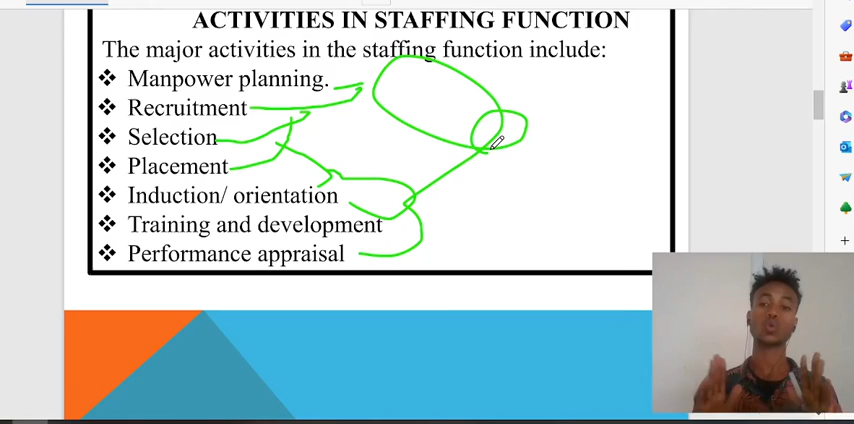 ACTIVITIES IN STAFFING FUNCTION
The major activities in the staffing function include:
❖ Manpower planning.
❖ Recruitment
❖ Selection
❖ Placement
❖ Induction/ orientation
❖ Training and development
❖ Performance appraisal